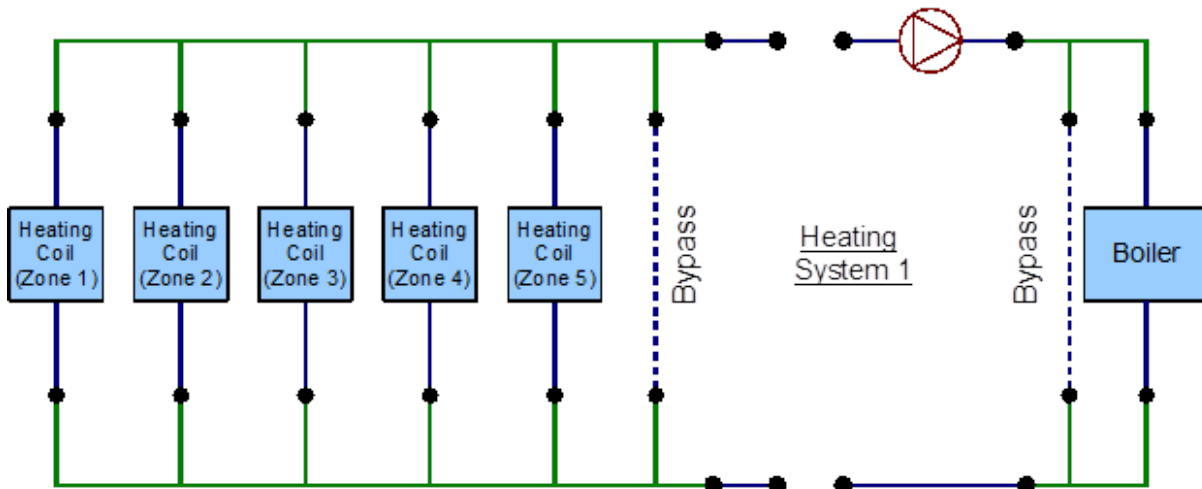 Heating
Coil
(Zone 1)
Heating
Coil
(Zone 2)
Heating
Coil
(Zone 3)
Heating
Coil
(Zone 4)
Heating
Coil
(Zone 5)
Bypass
Heating
System 1
Bypass
Boiler